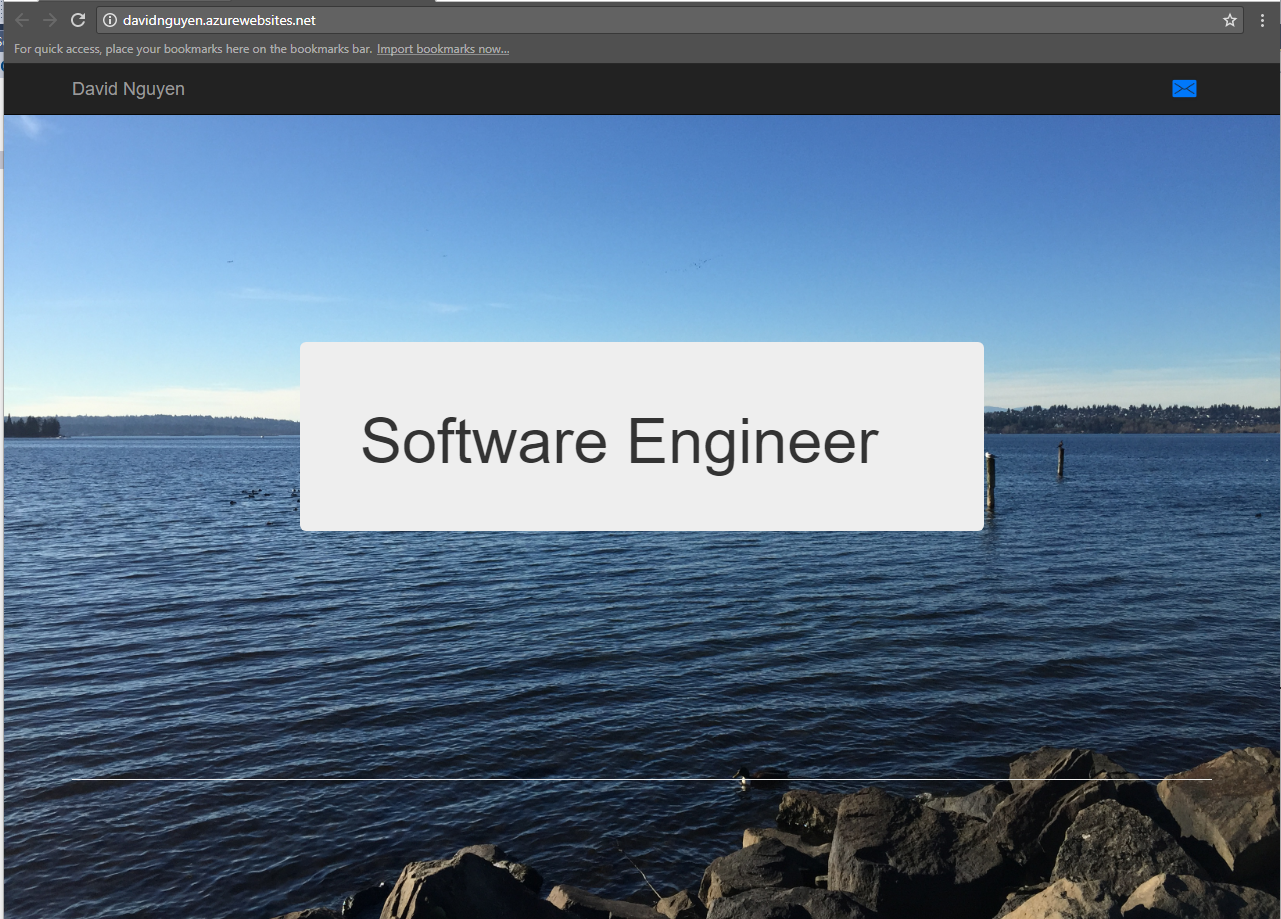 davidnguyen.azurewebsites.net
For quick access, place your bookmarks here on the bookmarks bar. Import bookmarks now...
David Nguyen
Software Engineer